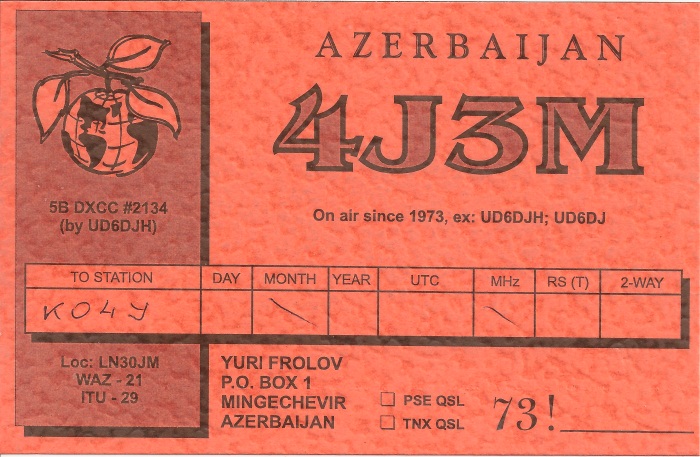 AZERBAIJAN
4J3M
5B DXCC #2134
(by UD6DJH)
On air since 1973, ex: UD6DJH; UD6DJ
TO STATION DAY MONTH YEAR UTC MHz RS (T) 2-WAY
KO4Y \ \
Loc: LN30JM
WAZ - 21
ITU - 29
YURI FROLOV
P.O. BOX 1
MINGECHEVIR
AZERBAIJAN
☐ PSE QSL
☐ TNX QSL
73!